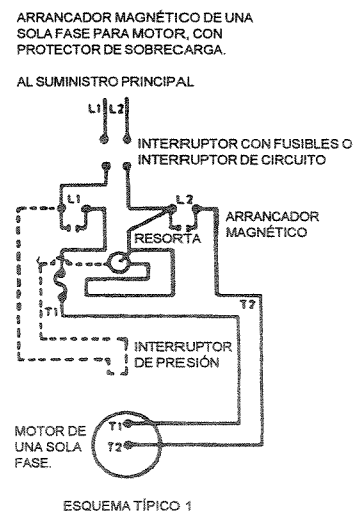 ARRANCADOR MAGNÉTICO DE UNA
SOLA FASE PARA MOTOR, CON
PROTECTOR DE SOBRECARGA.
AL SUMINISTRO PRINCIPAL
L1 L2
INTERRUPTOR CON FUSIBLES O
INTERRUPTOR DE CIRCUITO
L1 L2
ARRANCADOR
MAGNÉTICO
RESORTA
T1 T2
INTERRUPTOR
DE PRESIÓN
MOTOR DE
UNA SOLA
FASE.
T1
T2
ESQUEMA TÍPICO 1